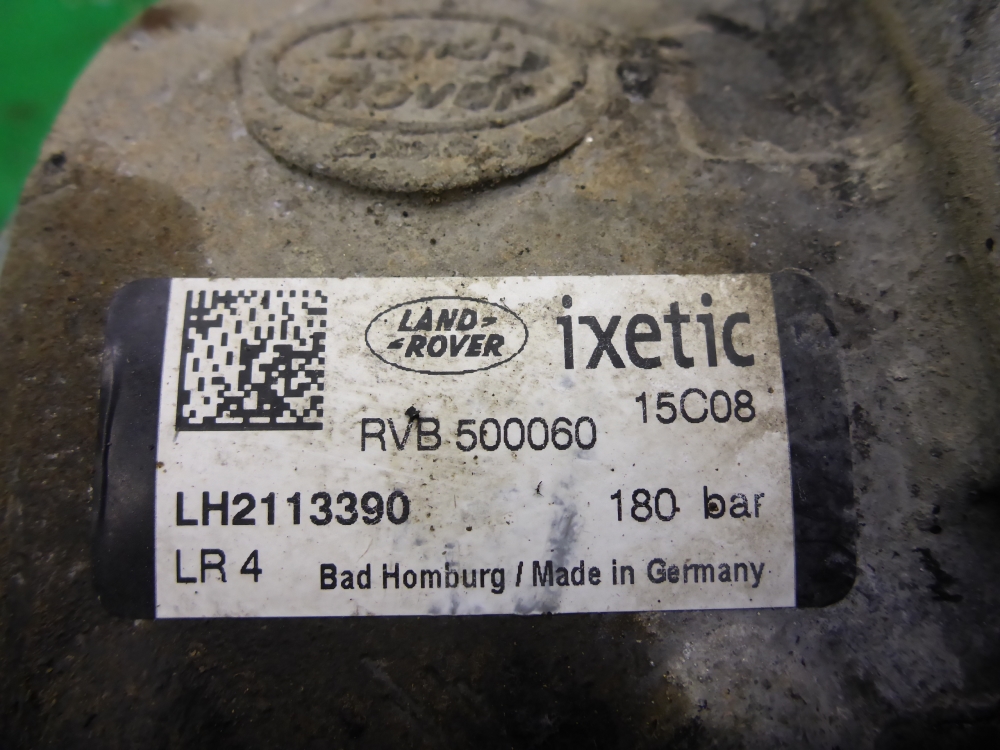 Land
Rover
LAND
ROVER
ixetic
15C08
RVB 500060
LH2113390
180 bar
LR 4
Bad Homburg / Made in Germany